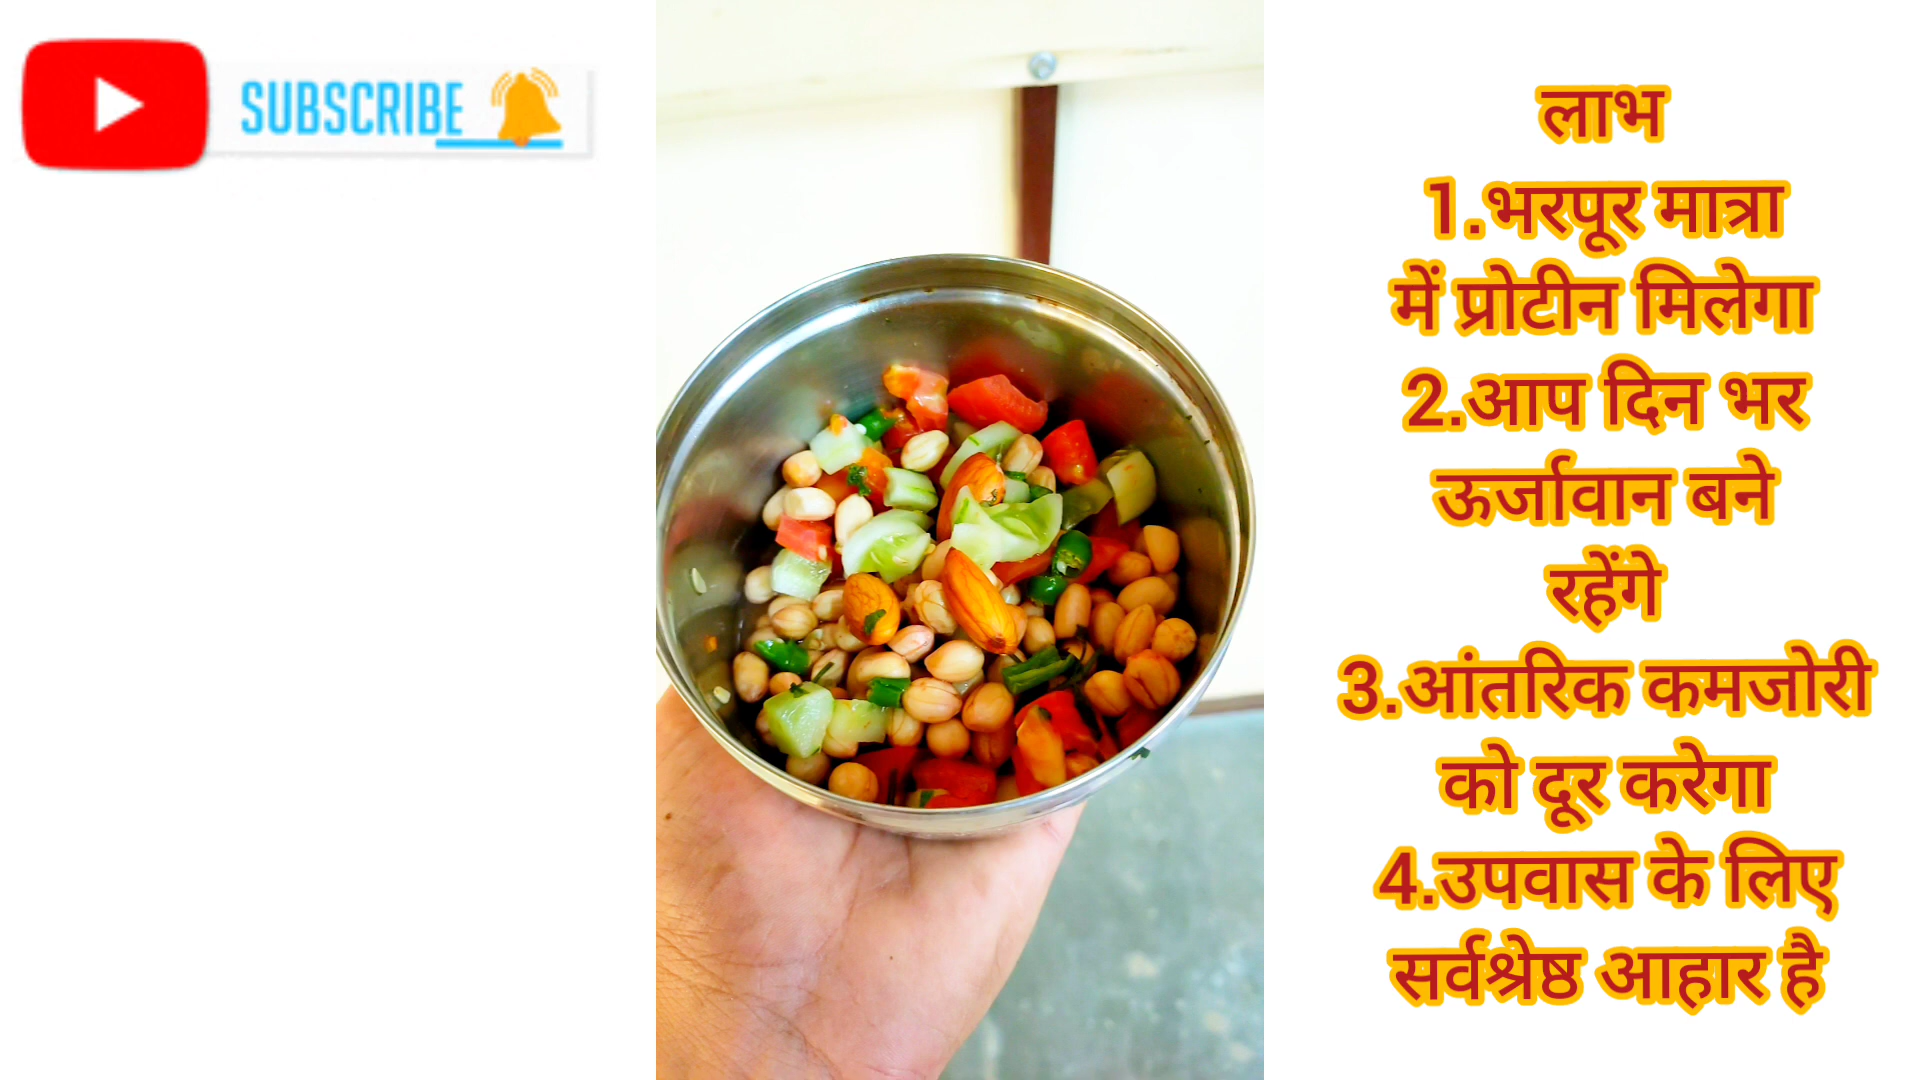 SUBSCRIBE
लाभ
1.भरपूर मात्रा
में प्रोटीन मिलेगा
2.आप दिन भर
ऊर्जावान बने
रहेंगे
3.आंतरिक कमजोरी
को दूर करेगा
4.उपवास के लिए
सर्वश्रेष्ठ आहार है